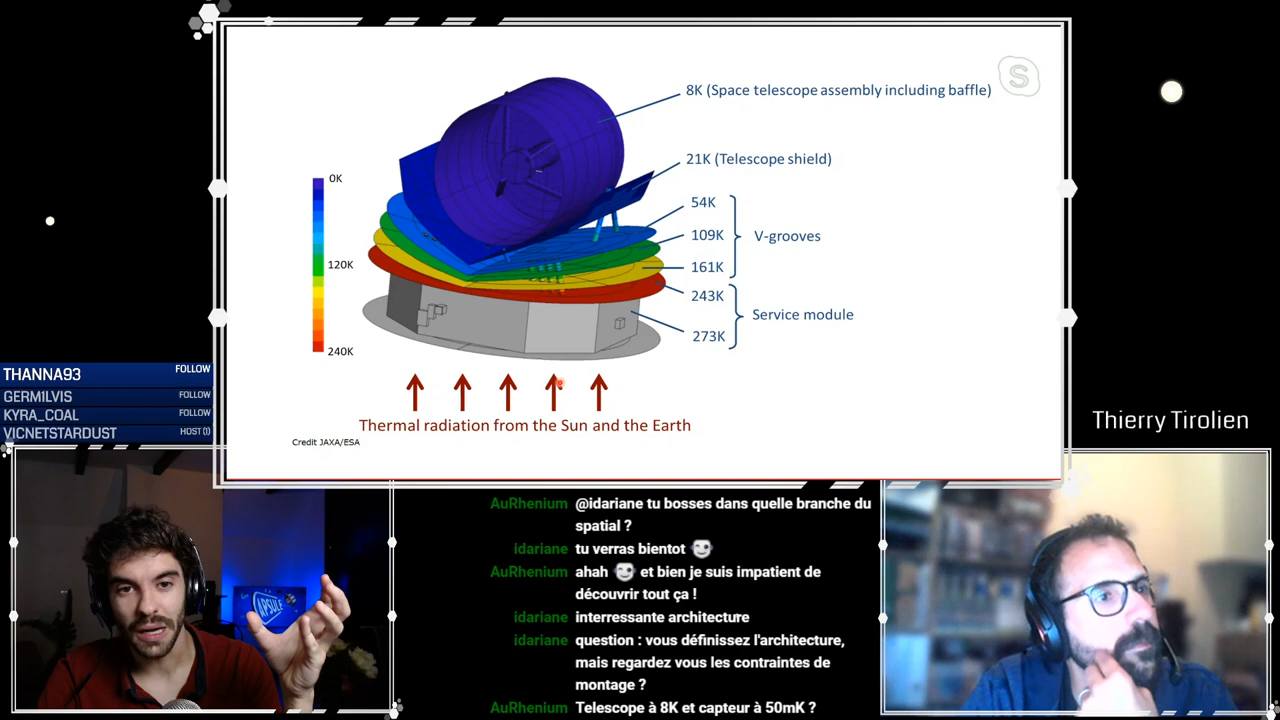 S
8K (Space telescope assembly including baffle)
21K (Telescope shield)
0K
54K
109K
V-grooves
120K
161K
243K
Service module
273K
240K
Thermal radiation from the Sun and the Earth
Credit JAXA/ESA
THANNA93 FOLLOW
GERM1LVIS FOLLOW
KYRA_COAL FOLLOW
VICNETSTARDUST HOST (1)
Thierry Tirolien
APSULE
AuRhenium @idariane tu bosses dans quelle branche du
spatial ?
idariane tu verras bientot
AuRhenium ahah et bien je suis impatient de
découvrir tout ça !
idariane interressante architecture
idariane question : vous définissez l'architecture,
mais regardez vous les contraintes de
montage ?
AuRhenium Telescope à 8K et capteur à 50mK ?